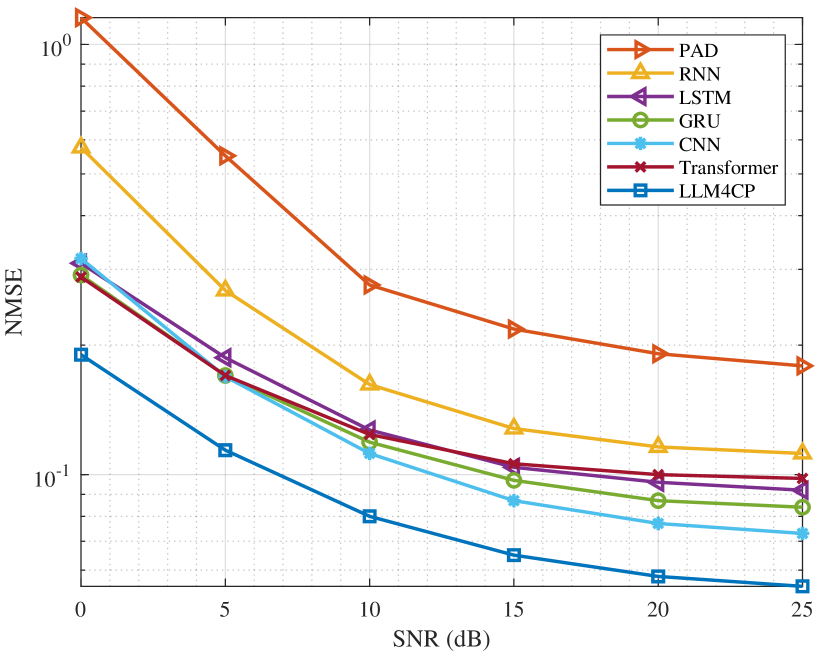 10^0
10^-1
NMSE
0
5
10
15
20
25
SNR (dB)
PAD
RNN
LSTM
GRU
CNN
Transformer
LLM4CP